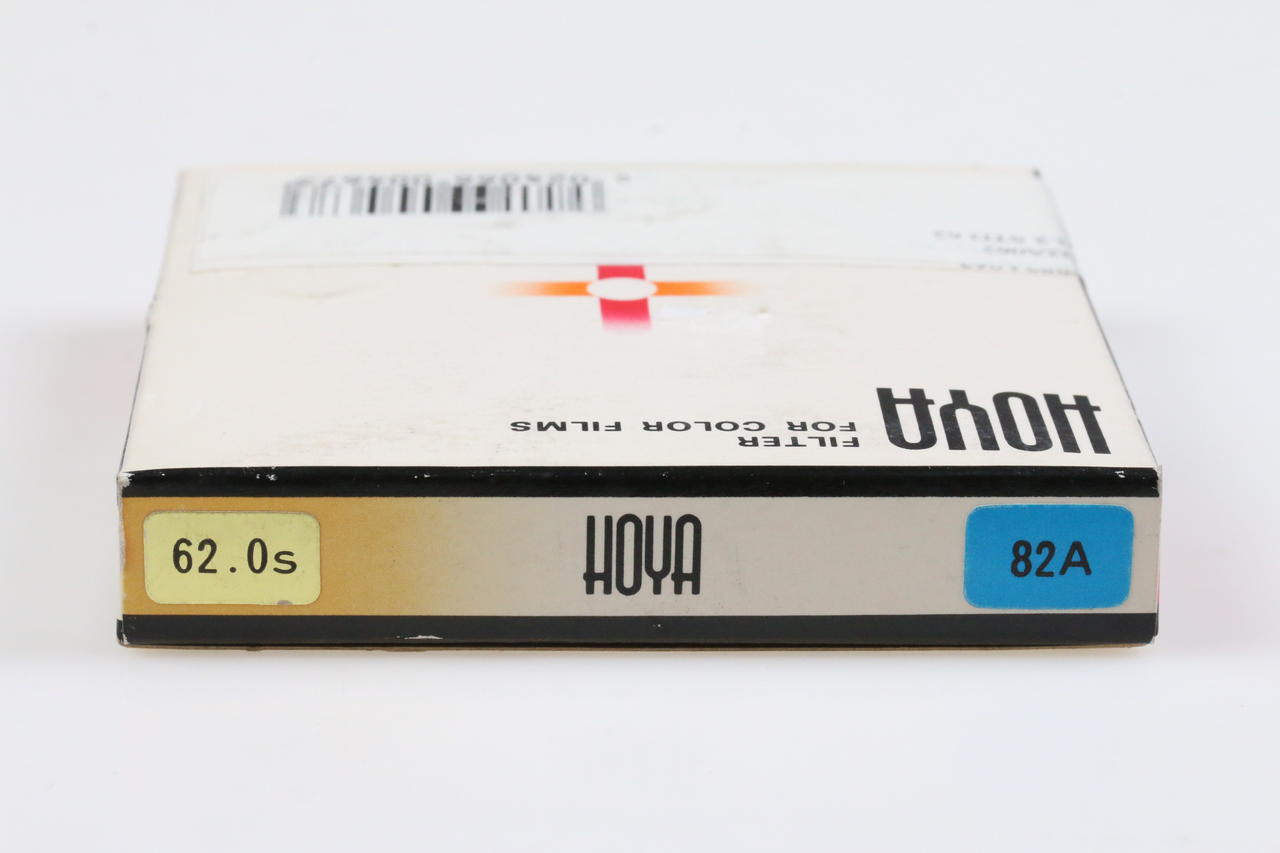 HOYA
FILTER
FOR COLOR FILMS
62.0s
HOYA
82A